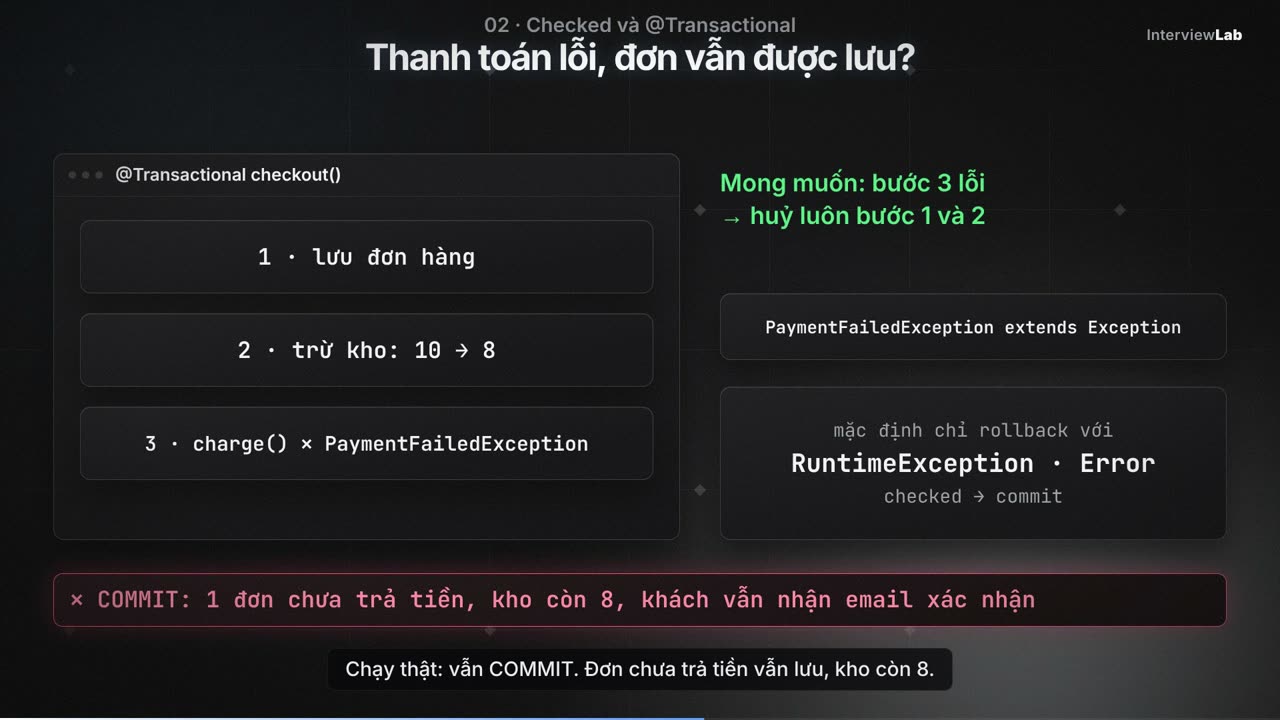 02 · Checked và @Transactional
Thanh toán lỗi, đơn vẫn được lưu?
InterviewLab
@Transactional checkout()
1 · lưu đơn hàng
2 · trừ kho: 10 → 8
3 · charge() × PaymentFailedException
Mong muốn: bước 3 lỗi
→ huỷ luôn bước 1 và 2
PaymentFailedException extends Exception
mặc định chỉ rollback với
RuntimeException · Error
checked → commit
× COMMIT: 1 đơn chưa trả tiền, kho còn 8, khách vẫn nhận email xác nhận
Chạy thật: vẫn COMMIT. Đơn chưa trả tiền vẫn lưu, kho còn 8.